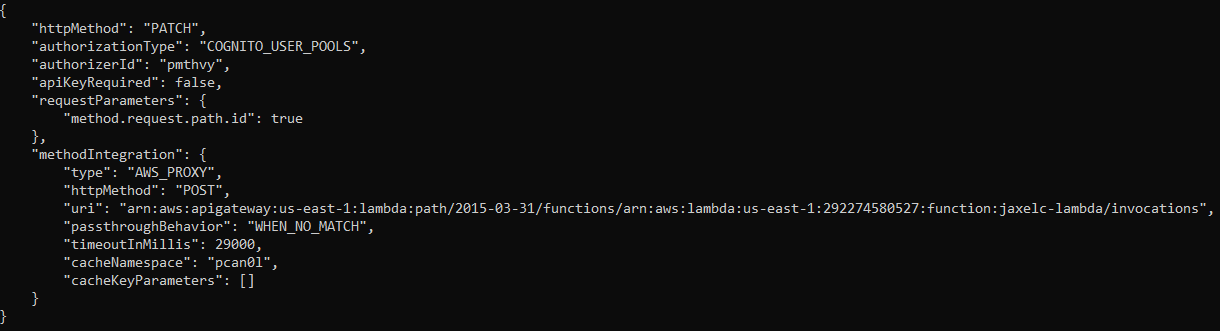 {
    "httpMethod": "PATCH",
    "authorizationType": "COGNITO_USER_POOLS",
    "authorizerId": "pmthvy",
    "apiKeyRequired": false,
    "requestParameters": {
        "method.request.path.id": true
    },
    "methodIntegration": {
        "type": "AWS_PROXY",
        "httpMethod": "POST",
        "uri": "arn:aws:apigateway:us-east-1:lambda:path/2015-03-31/functions/arn:aws:lambda:us-east-1:292274580527:function:jaxelc-lambda/invocations",
        "passthroughBehavior": "WHEN_NO_MATCH",
        "timeoutInMillis": 29000,
        "cacheNamespace": "pcan0l",
        "cacheKeyParameters": []
    }
}